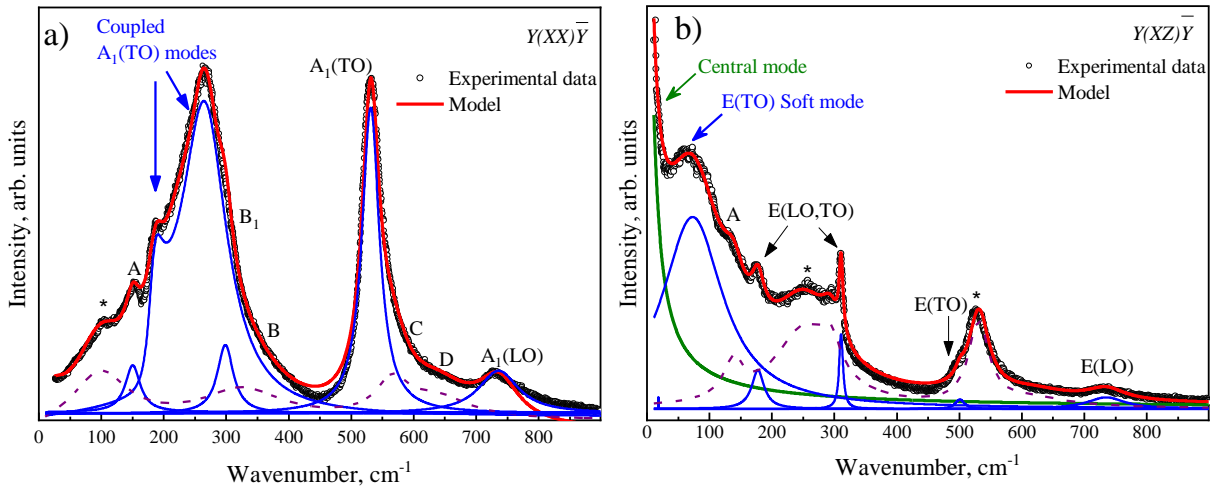 a)
Coupled
A₁(TO) modes
Y(XX)Y̅
A₁(TO)
Experimental data
Model
*
A
B₁
B
C
D
A₁(LO)
Intensity, arb. units
0 100 200 300 400 500 600 700 800
Wavenumber, cm⁻¹
b)
Y(XZ)Y̅
Central mode
Experimental data
Model
E(TO) Soft mode
A
E(LO,TO)
*
E(TO)
*
E(LO)
Intensity, arb. units
0 100 200 300 400 500 600 700 800
Wavenumber, cm⁻¹